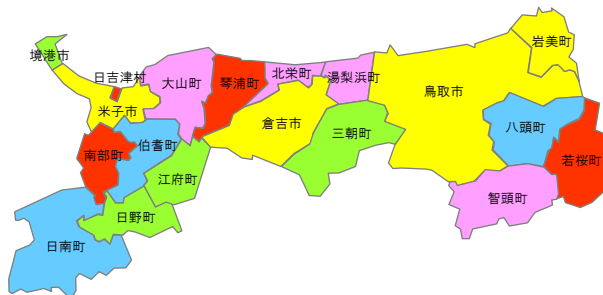 境港市
日吉津村
米子市
大山町
琴浦町
北栄町
湯梨浜町
鳥取市
岩美町
倉吉市
三朝町
八頭町
若桜町
智頭町
南部町
伯耆町
江府町
日野町
日南町